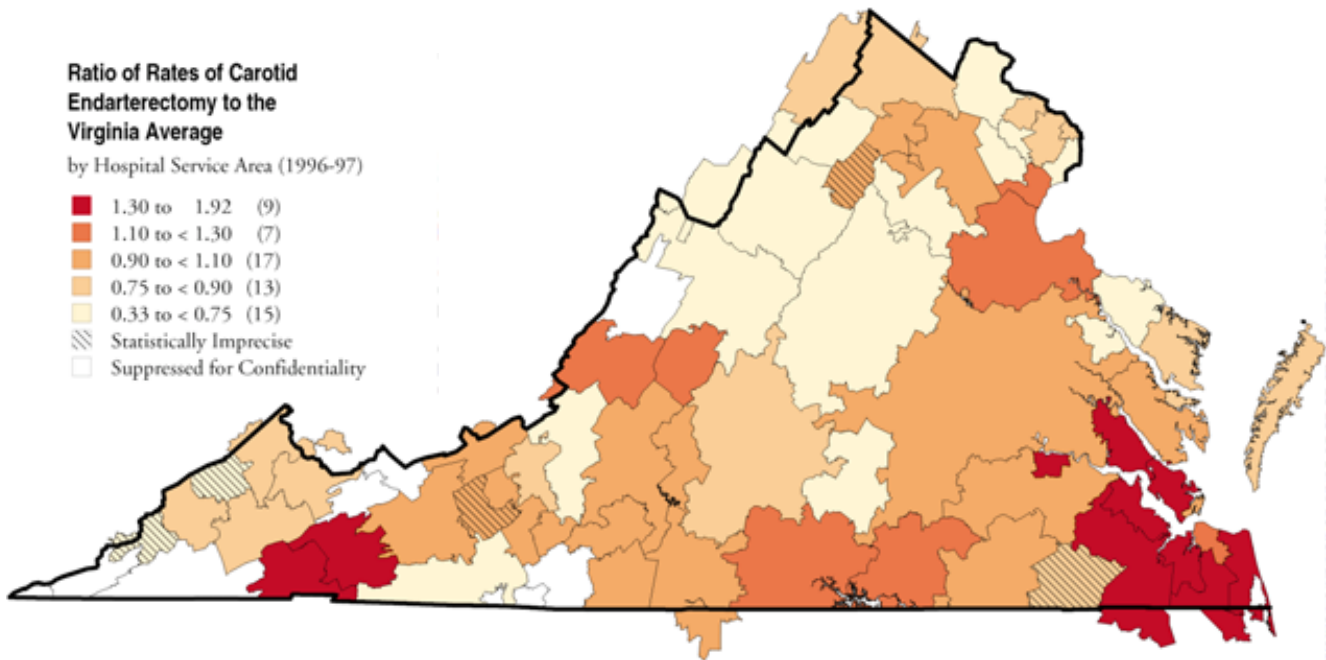 Ratio of Rates of Carotid
Endarterectomy to the
Virginia Average
by Hospital Service Area (1996-97)
1.30 to 1.92 (9)
1.10 to < 1.30 (7)
0.90 to < 1.10 (17)
0.75 to < 0.90 (13)
0.33 to < 0.75 (15)
Statistically Imprecise
Suppressed for Confidentiality